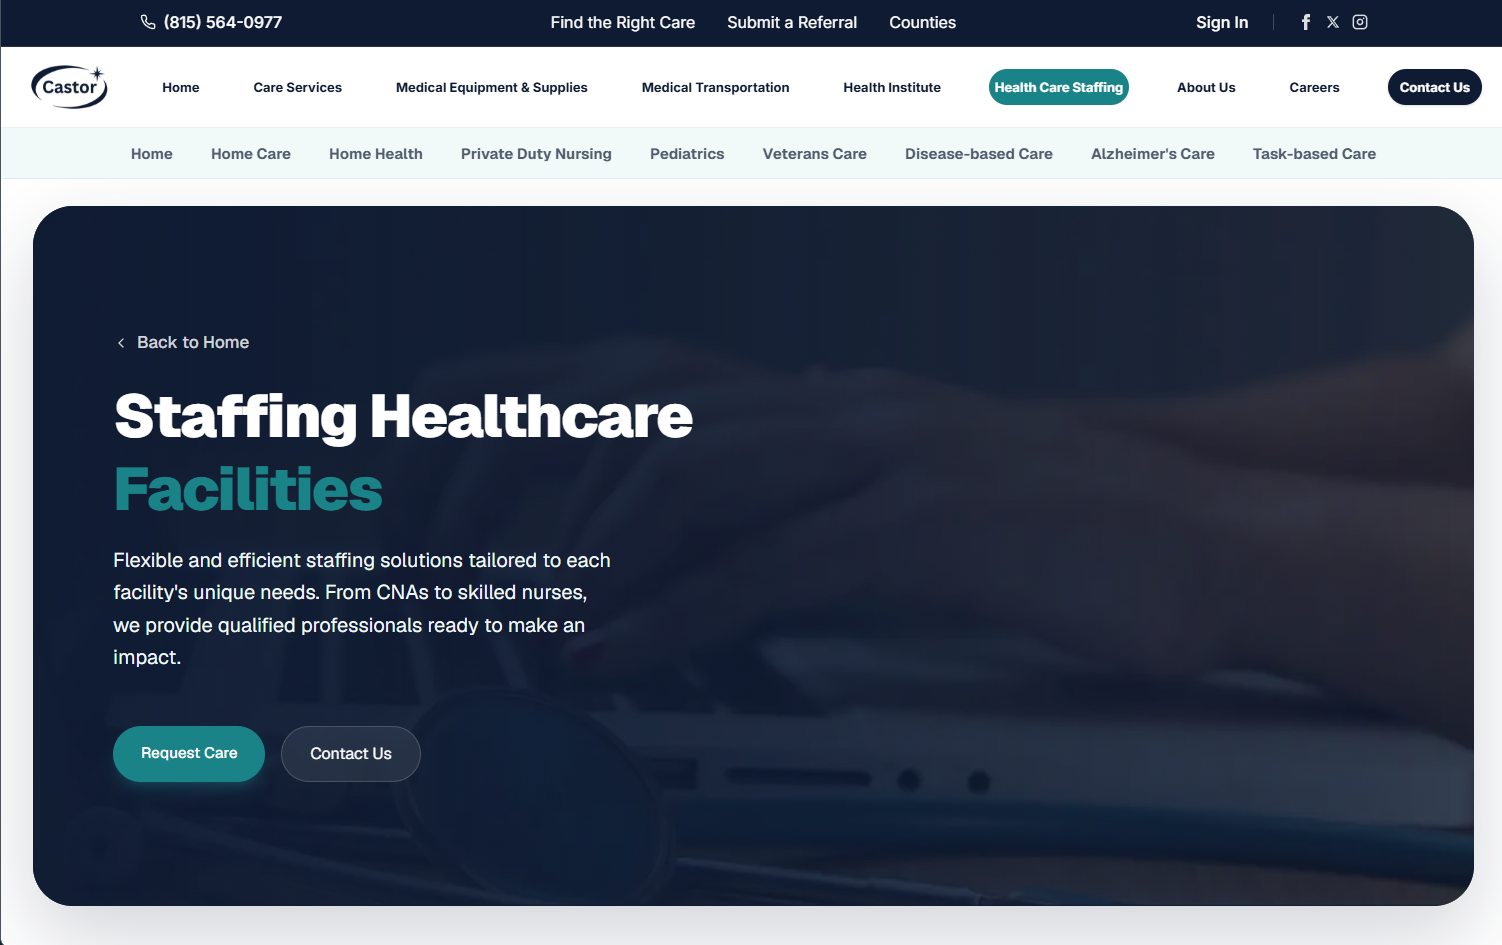 (815) 564-0977 Find the Right Care Submit a Referral Counties Sign In
Castor Home Care Services Medical Equipment & Supplies Medical Transportation Health Institute Health Care Staffing About Us Careers Contact Us
Home Home Care Home Health Private Duty Nursing Pediatrics Veterans Care Disease-based Care Alzheimer's Care Task-based Care
Back to Home
Staffing Healthcare
Facilities
Flexible and efficient staffing solutions tailored to each
facility's unique needs. From CNAs to skilled nurses,
we provide qualified professionals ready to make an
impact.
Request Care Contact Us